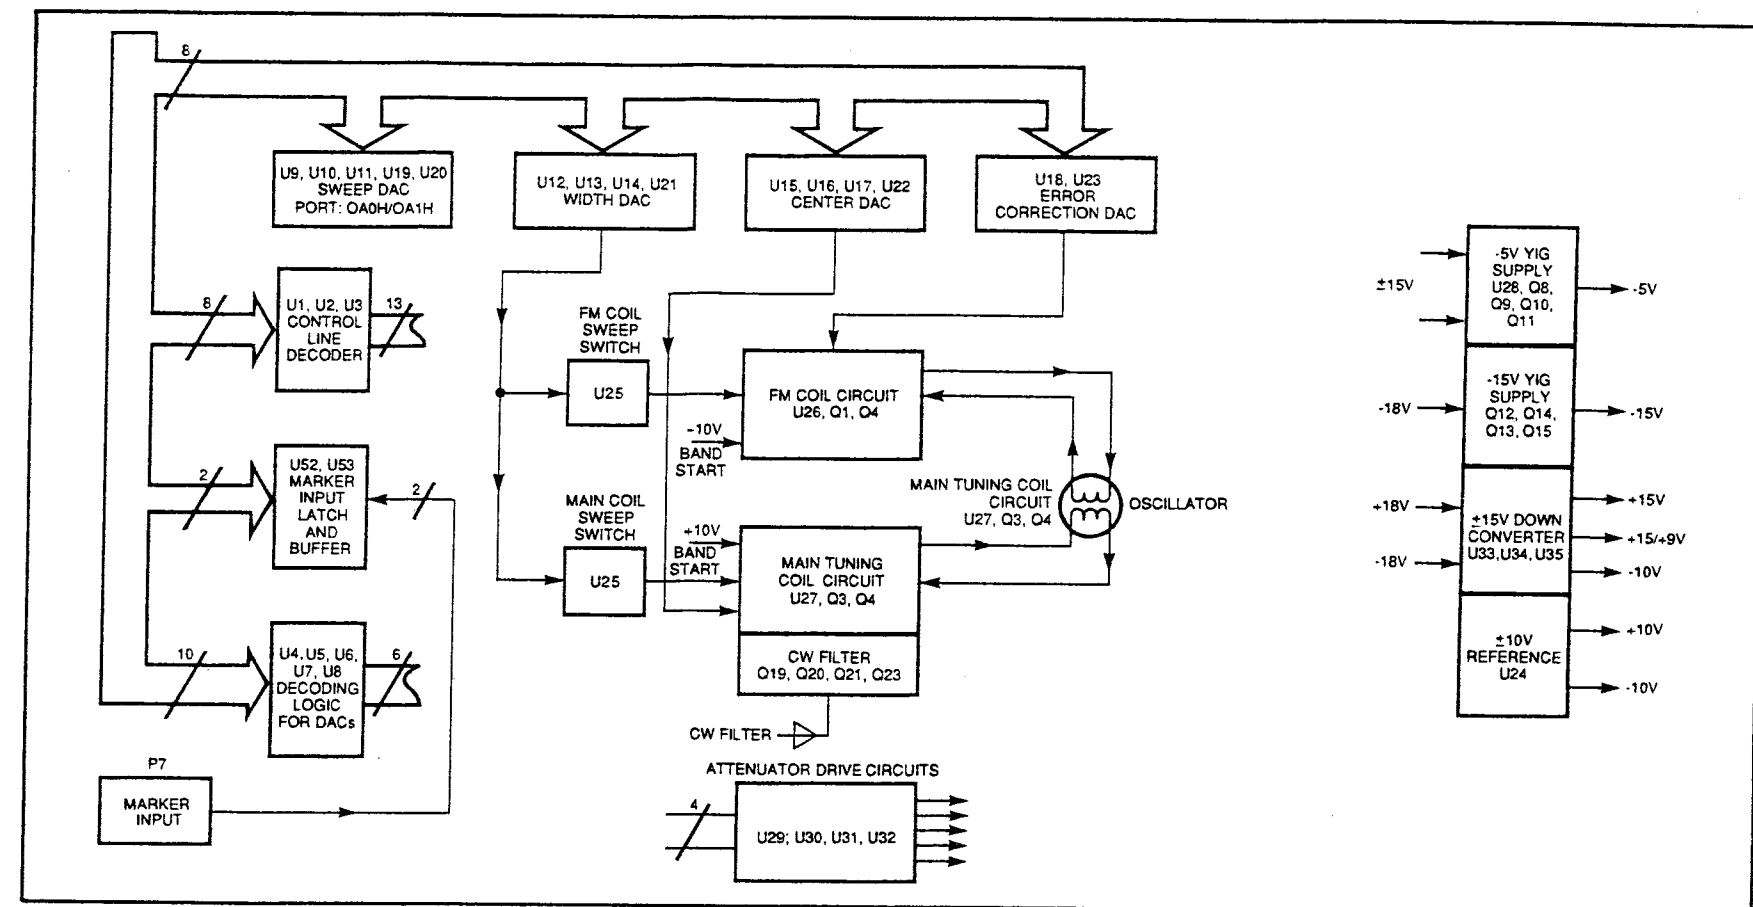 8
U9, U10, U11, U19, U20
SWEEP DAC
PORT: OA0H/OA1H
U12, U13, U14, U21
WIDTH DAC
U15, U16, U17, U22
CENTER DAC
U18, U23
ERROR
CORRECTION DAC
8
U1, U2, U3
CONTROL
LINE
DECODER
13
FM COIL
SWEEP
SWITCH
U25
FM COIL CIRCUIT
U26, Q1, Q4
-10V
BAND
START
2
U52, U53
MARKER
INPUT
LATCH
AND
BUFFER
2
MAIN COIL
SWEEP
SWITCH
U25
+10V
BAND
START
MAIN TUNING
COIL CIRCUIT
U27, Q3, Q4
MAIN TUNING COIL
CIRCUIT
U27, Q3, Q4
OSCILLATOR
CW FILTER
Q19, Q20, Q21, Q23
CW FILTER
10
U4, U5, U6,
U7, U8
DECODING
LOGIC
FOR DACs
6
P7
MARKER
INPUT
ATTENUATOR DRIVE CIRCUITS
4
U29; U30, U31, U32
±15V
-5V YIG
SUPPLY
U28, Q8,
Q9, Q10,
Q11
-5V
-18V
-15V YIG
SUPPLY
Q12, Q14,
Q13, Q15
-15V
+18V
-18V
±15V DOWN
CONVERTER
U33,U34, U35
+15V
+15/+9V
-10V
±10V
REFERENCE
U24
+10V
-10V